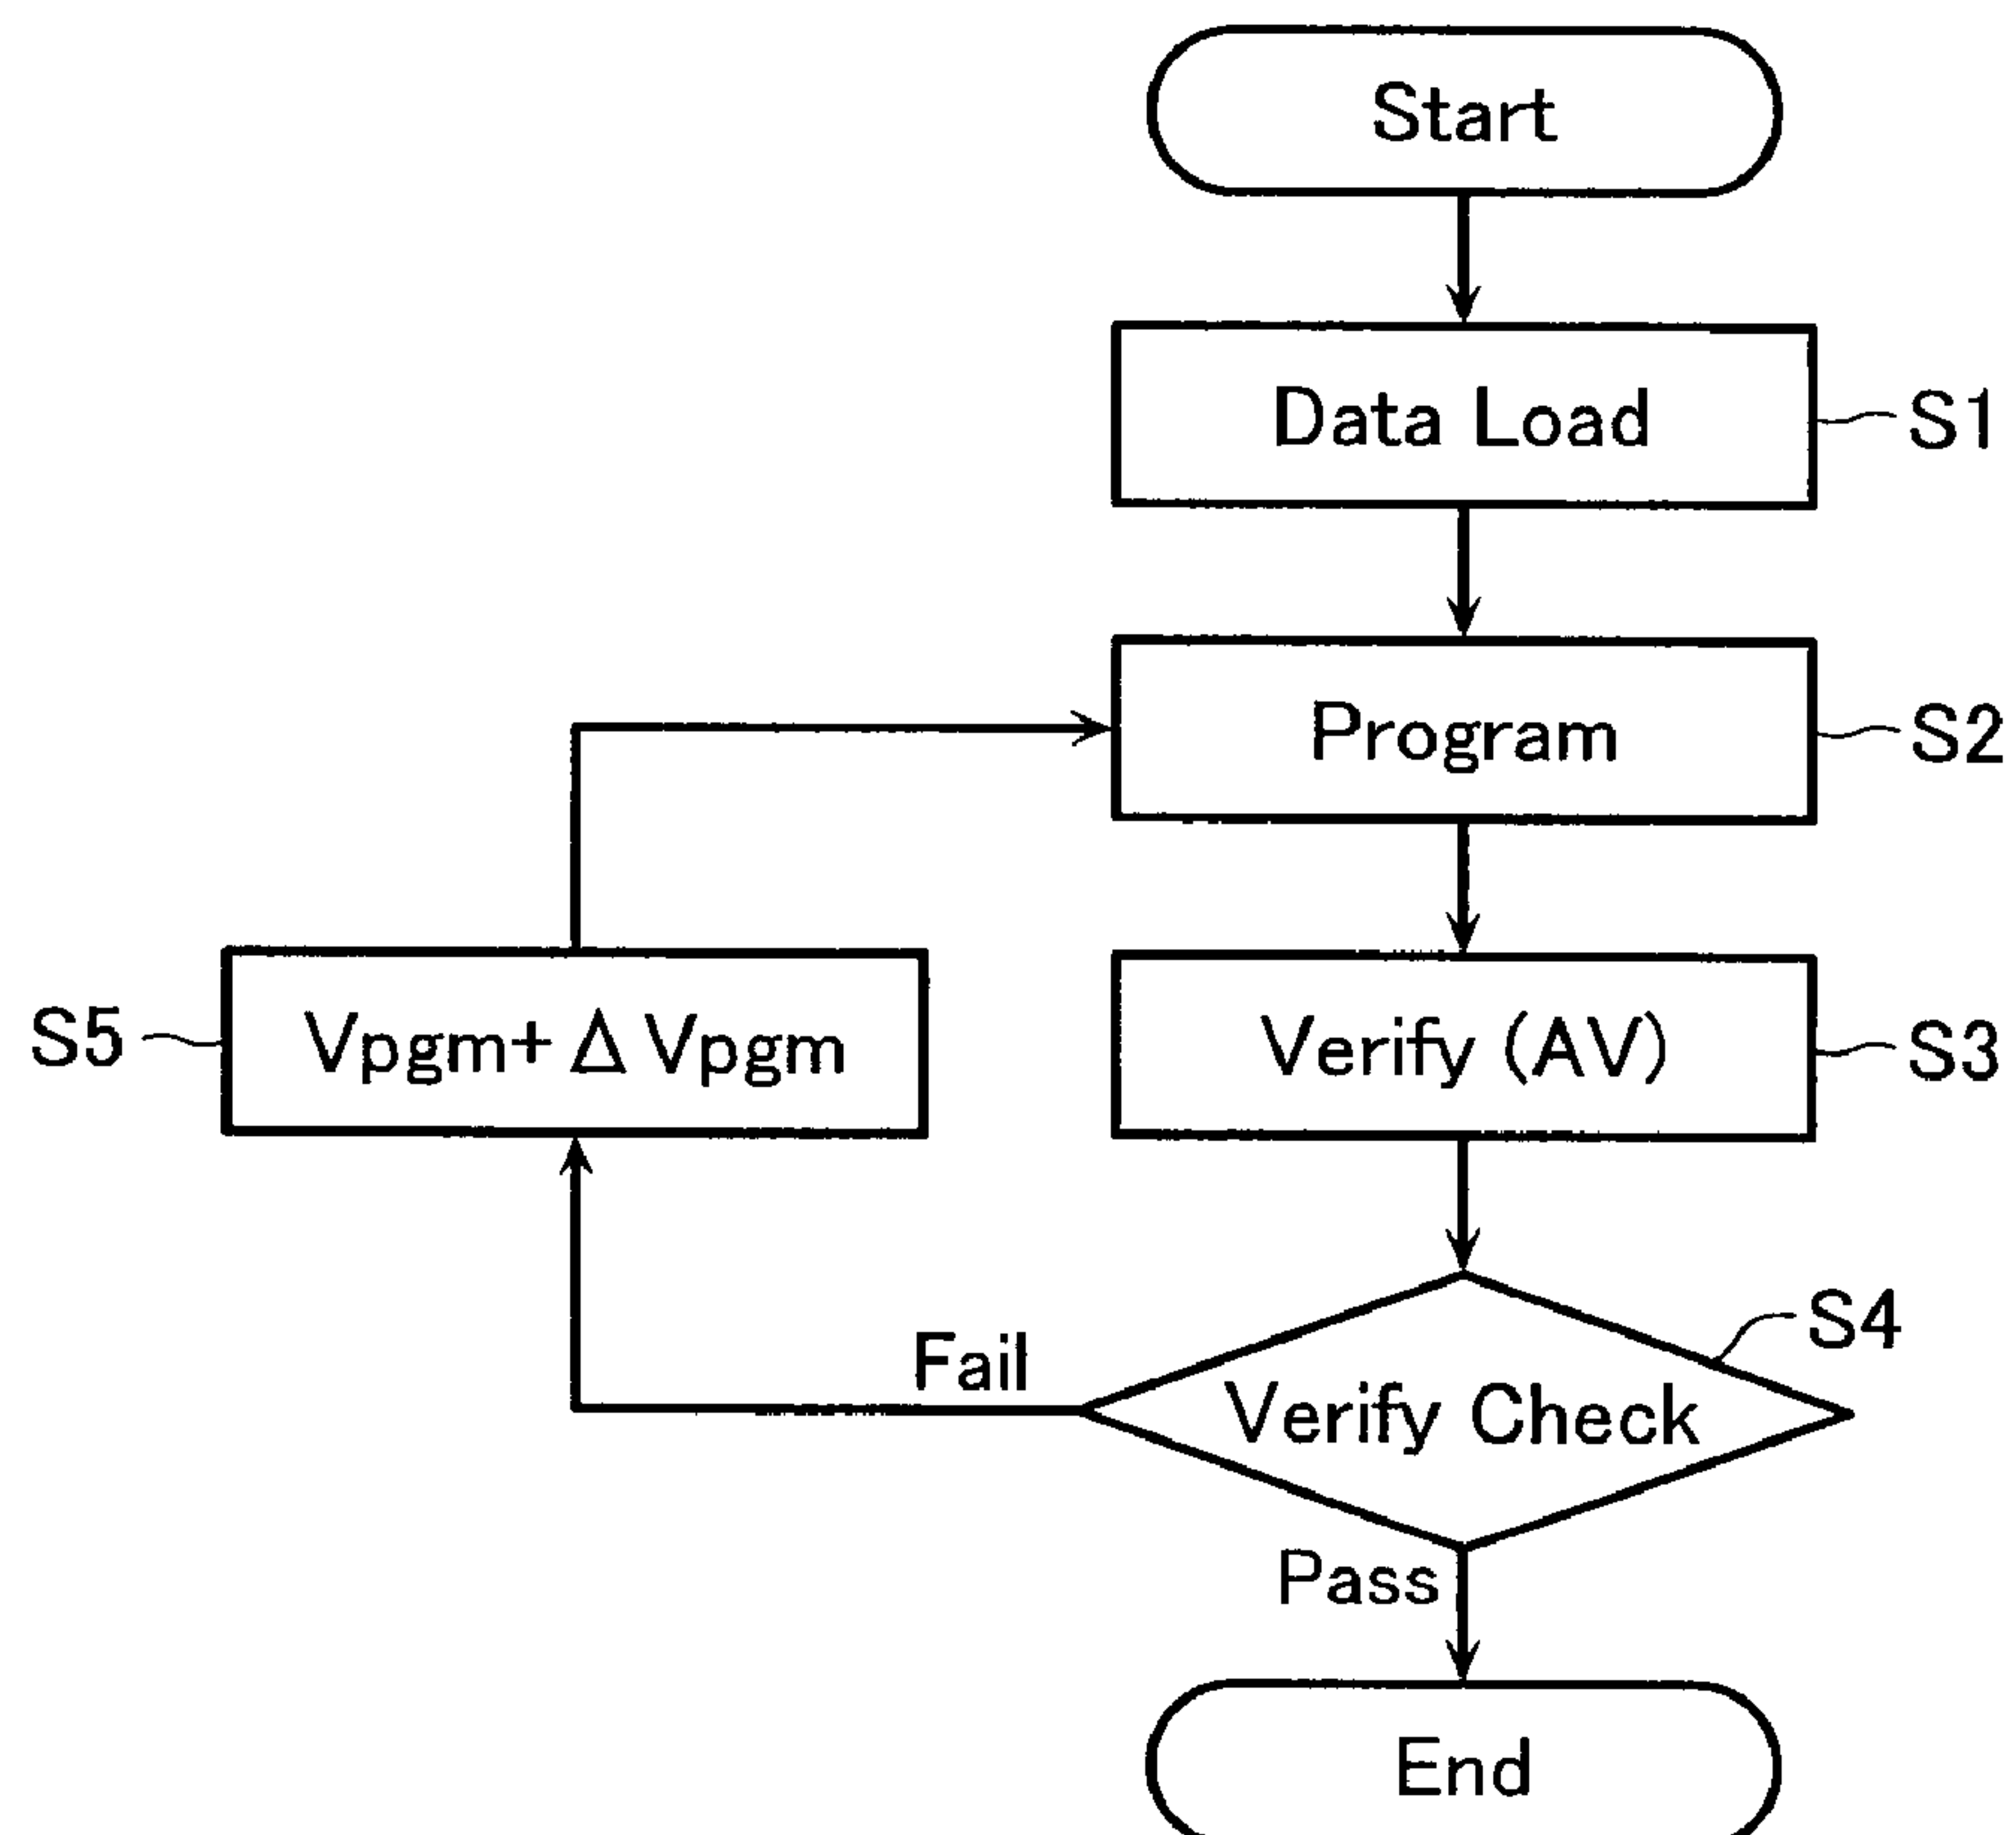 Start
Data Load
S1
Program
S2
Vpgm+ΔVpgm
S5
Verify (AV)
S3
Verify Check
S4
Fail
Pass
End